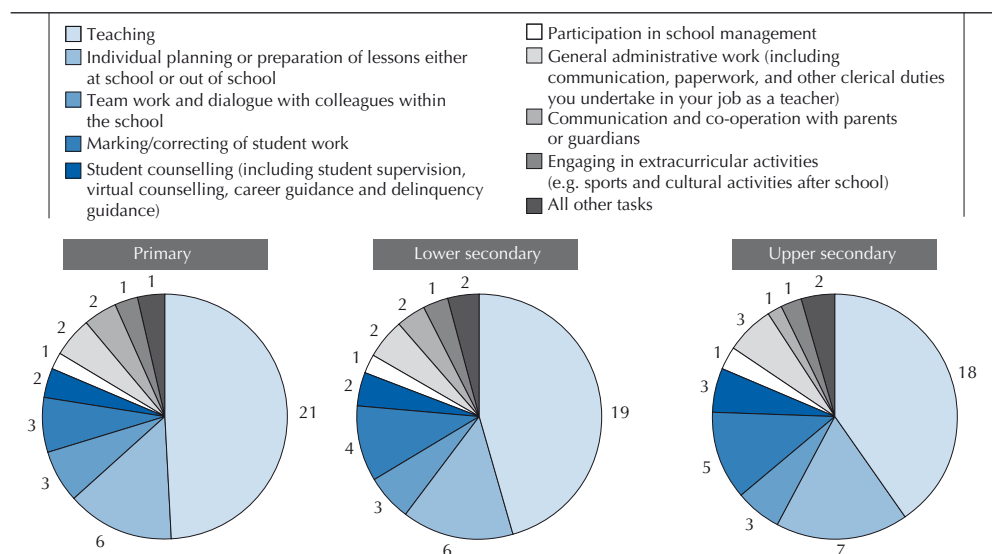 Teaching
Individual planning or preparation of lessons either
at school or out of school
Team work and dialogue with colleagues within
the school
Marking/correcting of student work
Student counselling (including student supervision,
virtual counselling, career guidance and delinquency
guidance)
Participation in school management
General administrative work (including
communication, paperwork, and other clerical duties
you undertake in your job as a teacher)
Communication and co-operation with parents
or guardians
Engaging in extracurricular activities
(e.g. sports and cultural activities after school)
All other tasks
Primary
21
6
3
3
2
1
2
2
1
1
Lower secondary
19
6
3
4
2
1
2
2
1
2
Upper secondary
18
7
3
5
3
1
3
1
1
2